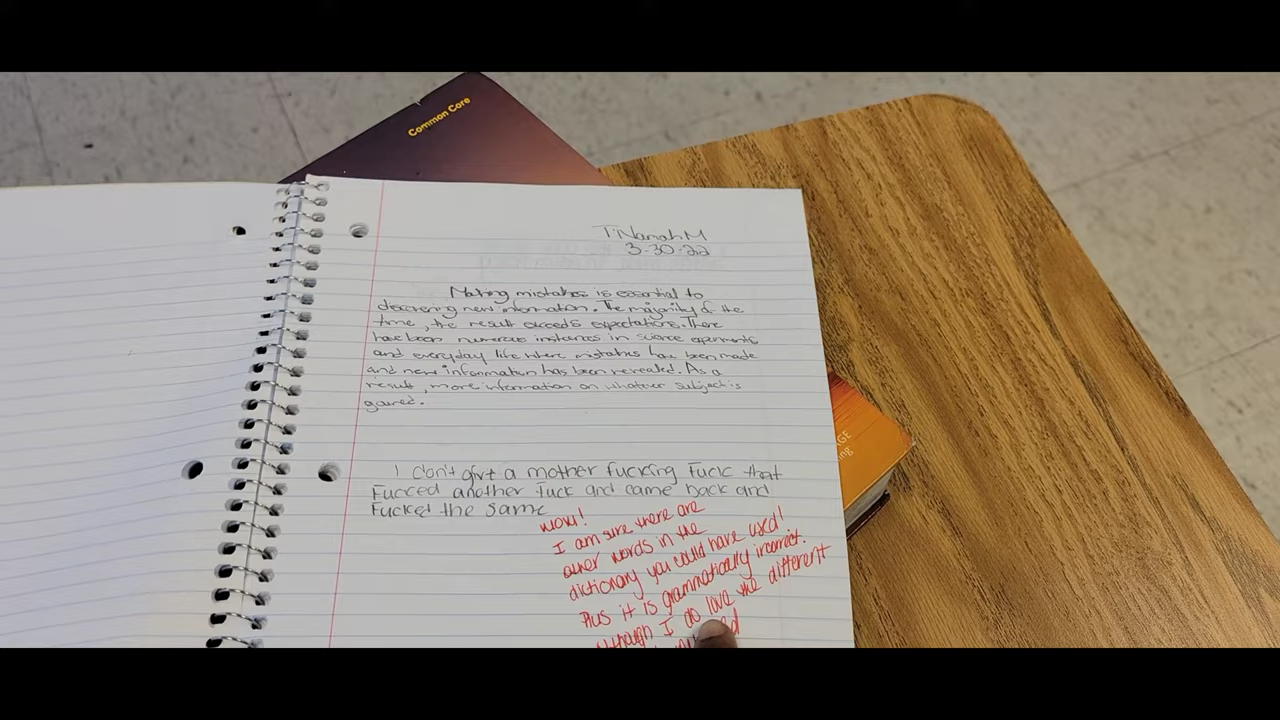 Common Core
TiNanahM
3-30-22
Making mistakes is essential to
discovering new information. The majority of the
time, the result exceeds expectations. There
have been numerous instances in science experiments
and everyday life where mistakes have been made
and new information has been revealed. As a
result, more information on whatever subject is
gained.
I don't give a mother fucking fuck that
Fucced another fuck and came back and
Fucked the same
Wow!
I am sure there are
other words in the
dictionary you could have used!
Plus it is grammatically incorrect.
Although I do love the different